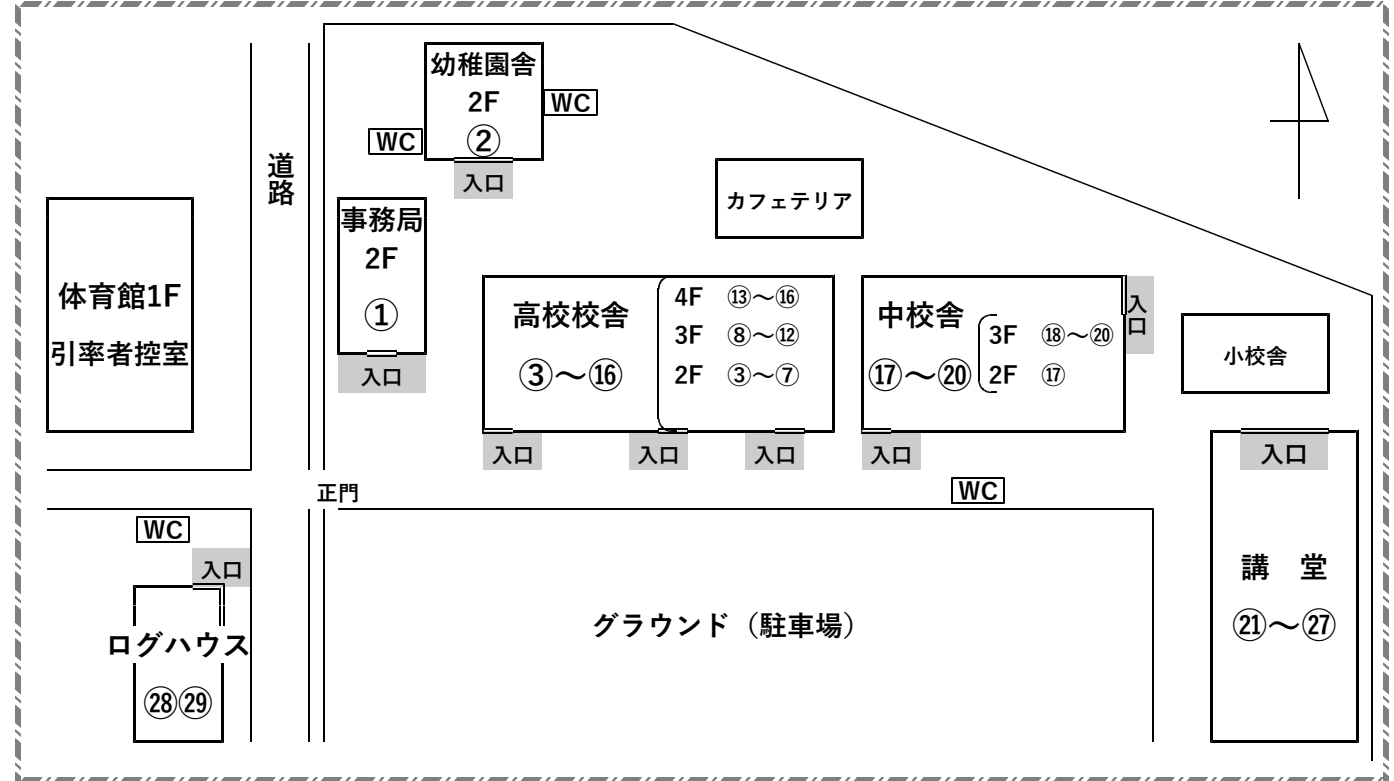 幼稚園舎
2F
②
WC
WC
入口
道路
カフェテリア
事務局
2F
①
入口
体育館1F
引率者控室
高校校舎
③～⑯
4F ⑬～⑯
3F ⑧～⑫
2F ③～⑦
入口
入口
入口
中校舎
⑰～⑳
3F ⑱～⑳
2F ⑰
入口
入口
小校舎
正門
WC
WC
入口
ログハウス
㉘㉙
グラウンド（駐車場）
入口
講　堂
㉑～㉗